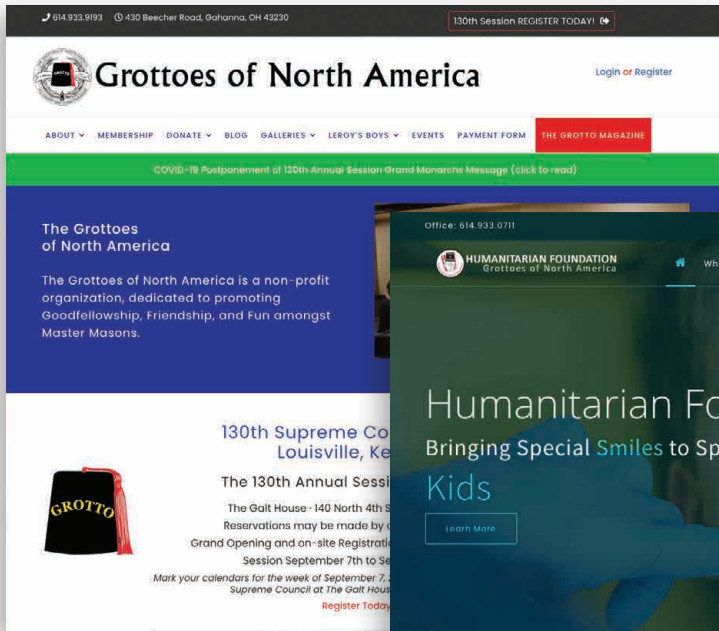 614.933.9193 430 Beecher Road, Gahanna, OH 43230
130th Session REGISTER TODAY!
GROTTO
Grottoes of North America
Login or Register
ABOUT MEMBERSHIP DONATE BLOG GALLERIES LEROY'S BOYS EVENTS PAYMENT FORM THE GROTTO MAGAZINE
COVID-19 Postponement of 130th Annual Session Grand Monarchs Message (click to read)
The Grottoes
of North America
The Grottoes of North America is a non-profit
organization, dedicated to promoting
Goodfellowship, Friendship, and Fun amongst
Master Masons.
Office: 614.933.0711
HUMANITARIAN FOUNDATION
Grottoes of North America
Wh
Humanitarian Fo
Bringing Special Smiles to Sp
Kids
Learn More
130th Supreme Co
Louisville, Ke
The 130th Annual Sessi
GROTTO
The Galt House · 140 North 4th S
Reservations may be made by
Grand Opening and on-site Registrati
Session September 7th to Se
Mark your calendars for the week of September 7,
Supreme Council at The Galt Hous
Register Today